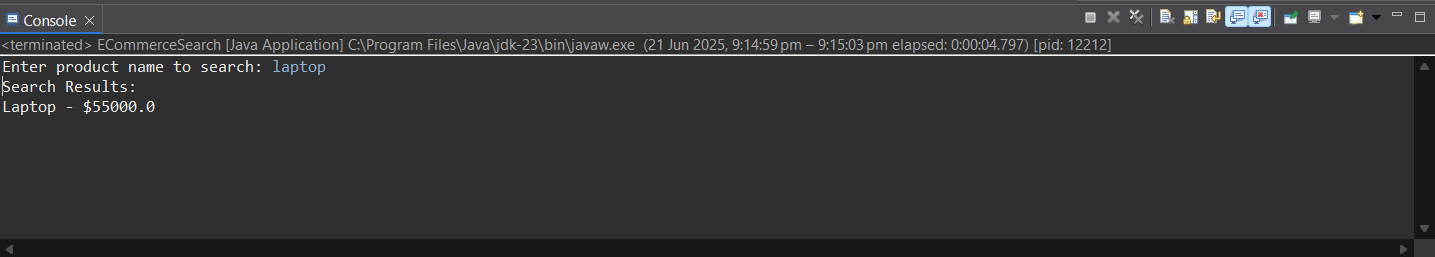 Console
<terminated> ECommerceSearch [Java Application] C:\Program Files\Java\jdk-23\bin\javaw.exe (21 Jun 2025, 9:14:59 pm – 9:15:03 pm elapsed: 0:00:04.797) [pid: 12212]
Enter product name to search: laptop
Search Results:
Laptop - $55000.0